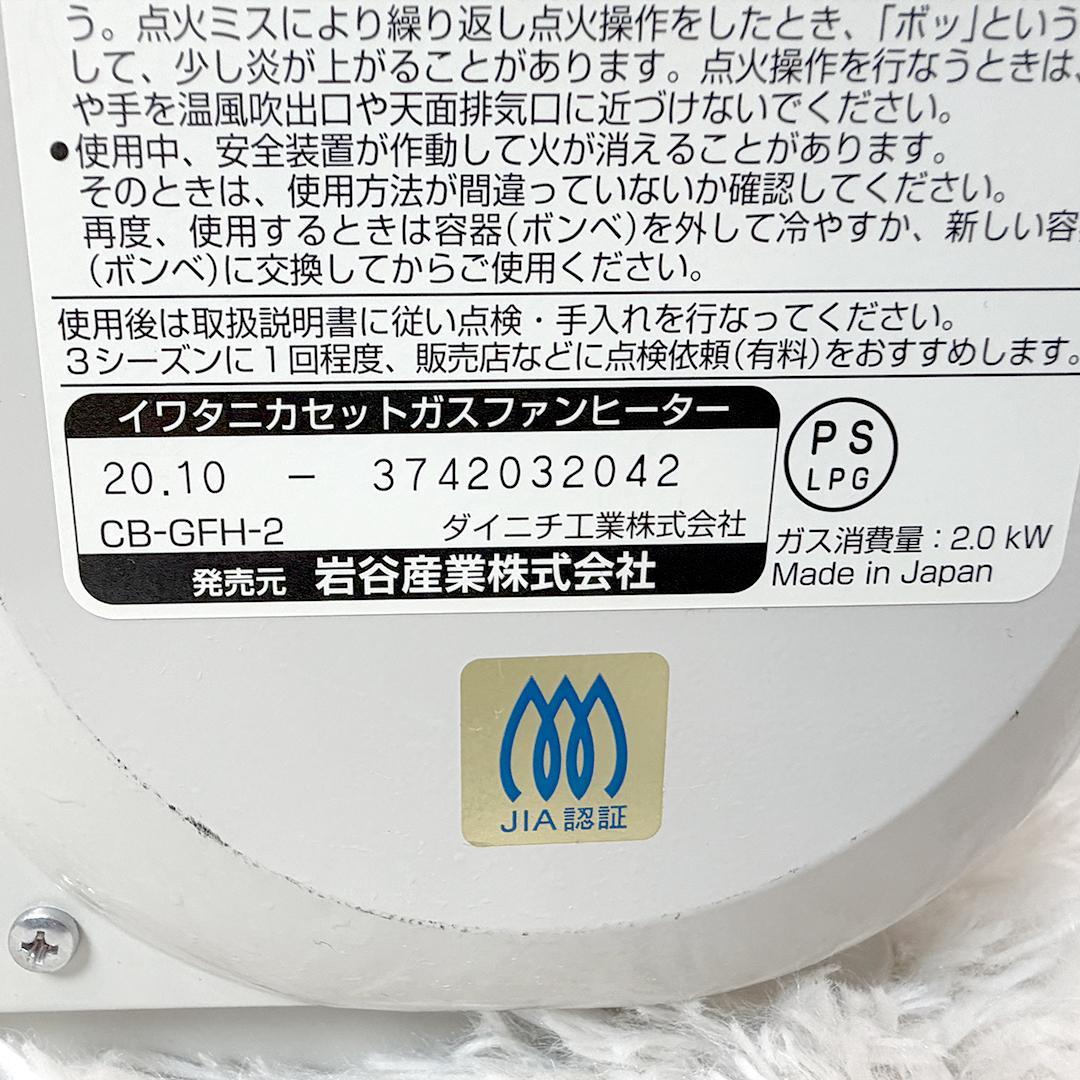 う。点火ミスにより繰り返し点火操作をしたとき、「ボッ」という
して、少し炎が上がることがあります。点火操作を行なうときは、
や手を温風吹出口や天面排気口に近づけないでください。
●使用中、安全装置が作動して火が消えることがあります。
そのときは、使用方法が間違っていないか確認してください。
再度、使用するときは容器(ボンベ)を外して冷やすか、新しい容
(ボンベ)に交換してからご使用ください。
使用後は取扱説明書に従い点検・手入れを行なってください。
3シーズンに1回程度、販売店などに点検依頼(有料)をおすすめします。
イワタニカセットガスファンヒーター
20.10 - 3742032042
CB-GFH-2 ダイニチ工業株式会社
発売元 岩谷産業株式会社
PS
LPG
ガス消費量:2.0 kW
Made in Japan
JIA認証